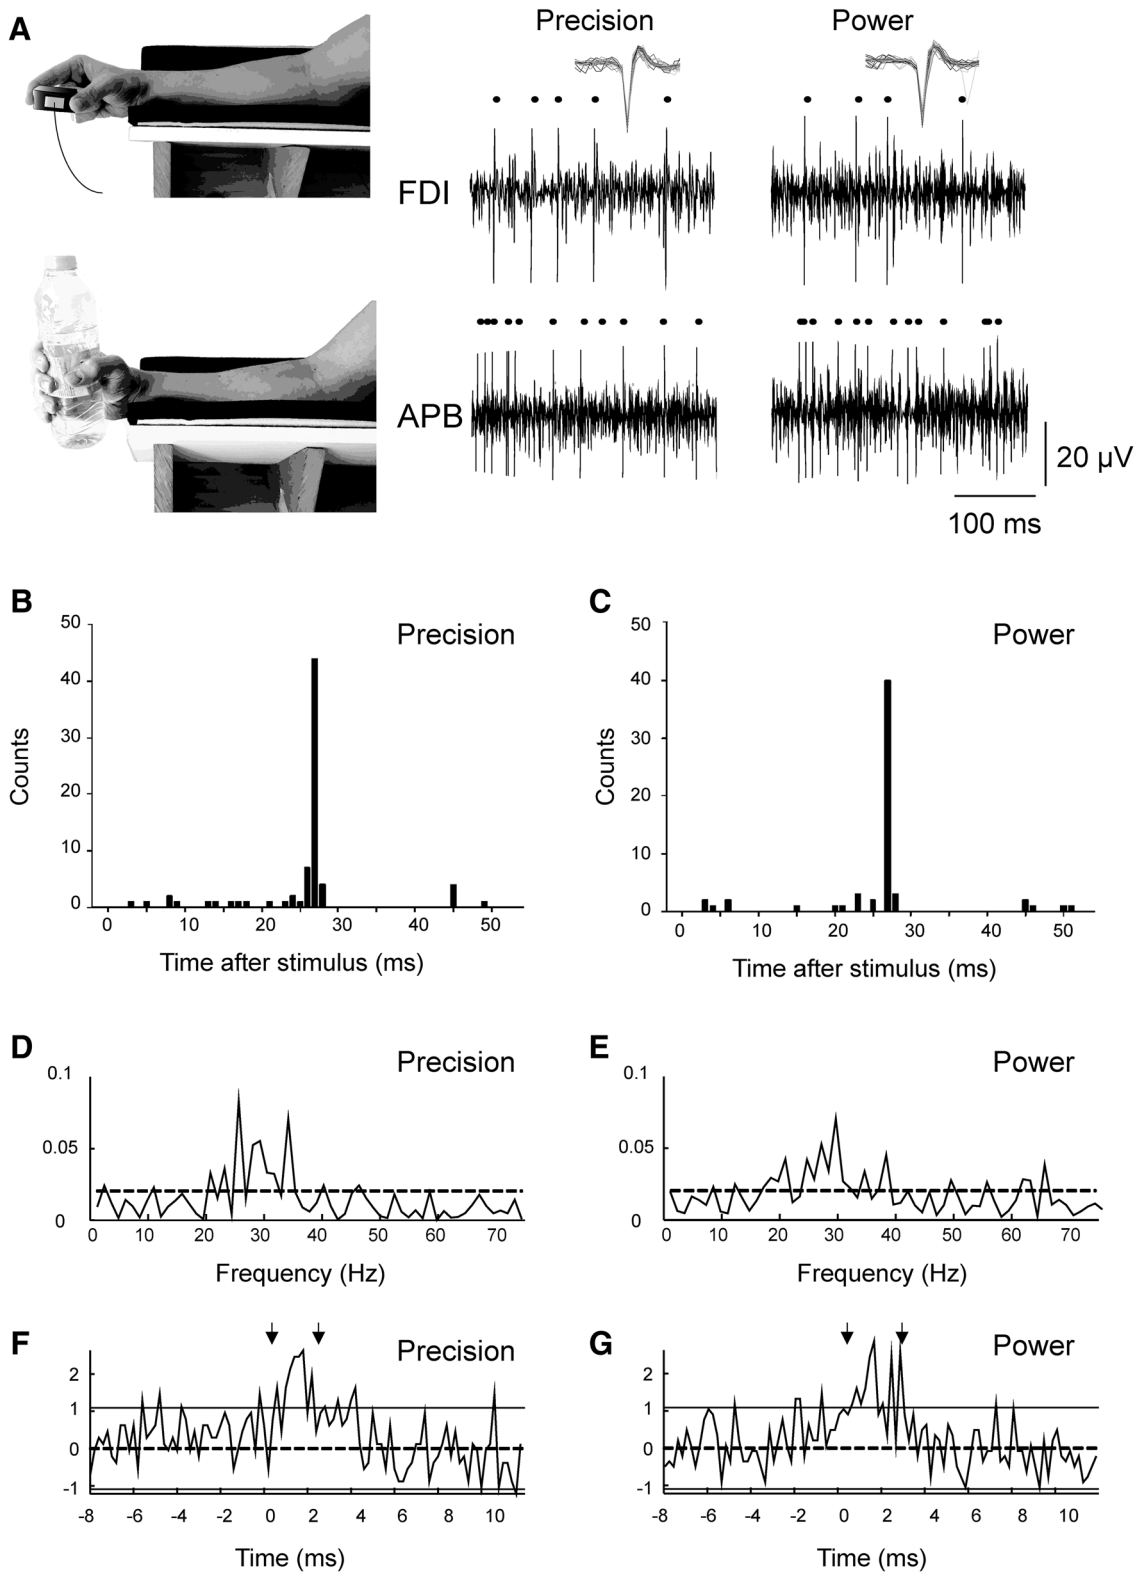 A
Precision Power
FDI
APB
20 µV
100 ms
B
Precision
50
40
30
20
10
0
Counts
0 10 20 30 40 50
Time after stimulus (ms)
C
Power
50
40
30
20
10
0
Counts
0 10 20 30 40 50
Time after stimulus (ms)
D
Precision
0.1
0.05
0
0 10 20 30 40 50 60 70
Frequency (Hz)
E
Power
0.1
0.05
0
0 10 20 30 40 50 60 70
Frequency (Hz)
F
Precision
2
1
0
-1
-8 -6 -4 -2 0 2 4 6 8 10
Time (ms)
G
Power
2
1
0
-1
-8 -6 -4 -2 0 2 4 6 8 10
Time (ms)